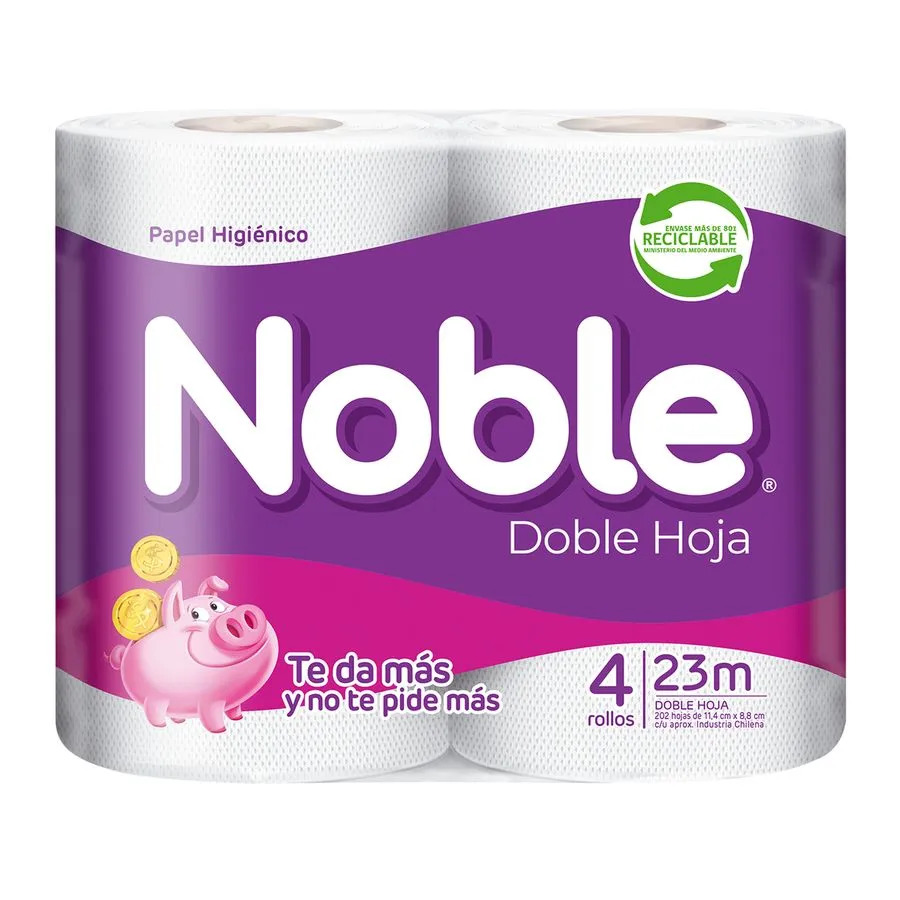 Papel Higiénico
ENVASE MÁS DE 80%
RECICLABLE
MINISTERIO DEL MEDIO AMBIENTE
Noble®
Doble Hoja
Te da más
y no te pide más
4
rollos
23m
DOBLE HOJA
202 hojas de 11,4 cm x 8,8 cm
c/u aprox. Industria Chilena